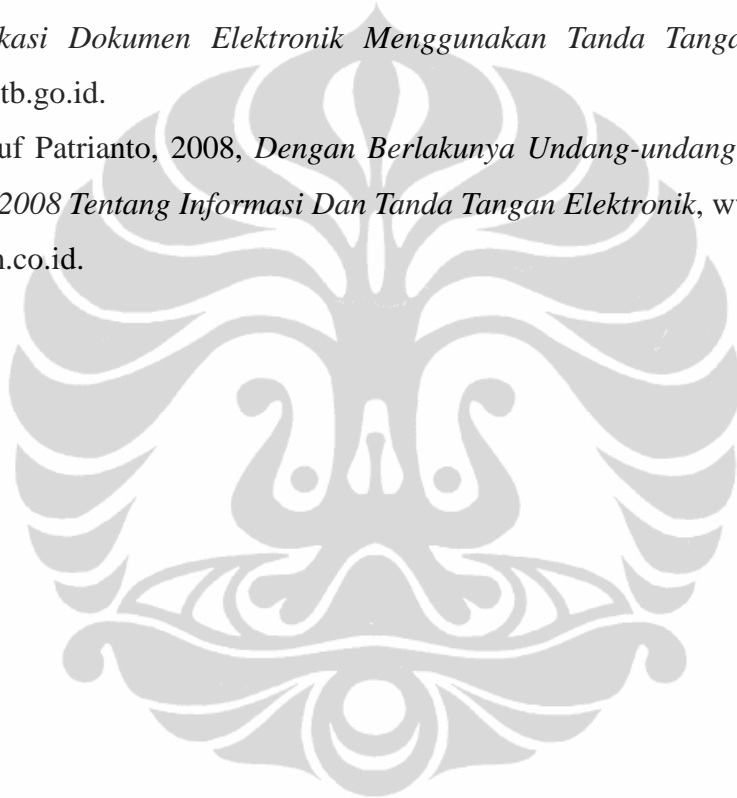 kasi Dokumen Elektronik Menggunakan Tanda Tanga
tb.go.id.
uf Patrianto, 2008, Dengan Berlakunya Undang-undang
2008 Tentang Informasi Dan Tanda Tangan Elektronik, w
n.co.id.